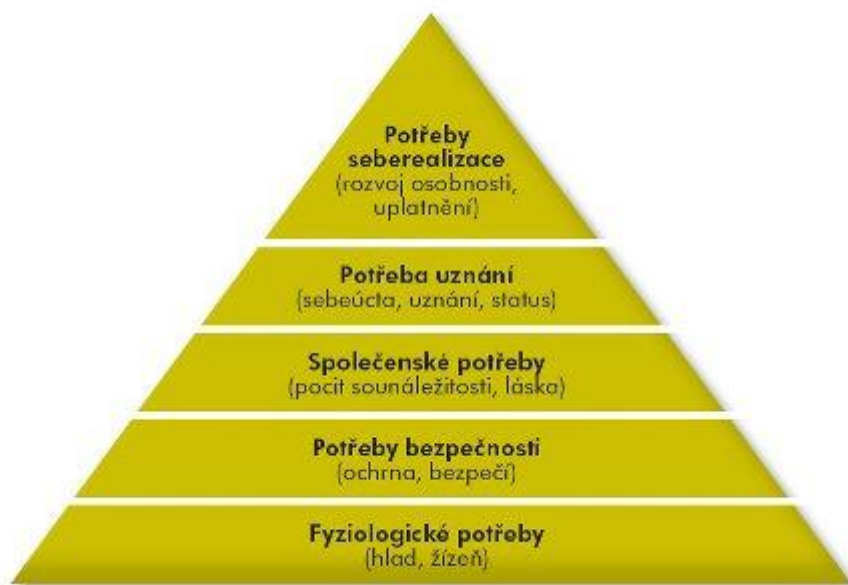 Potřeby
seberealizace
(rozvoj osobnosti,
uplatnění)
Potřeba uznání
(sebeúcta, uznání, status)
Společenské potřeby
(pocit sounáležitosti, láska)
Potřeby bezpečnosti
(ochrna, bezpečí)
Fyziologické potřeby
(hlad, žízeň)